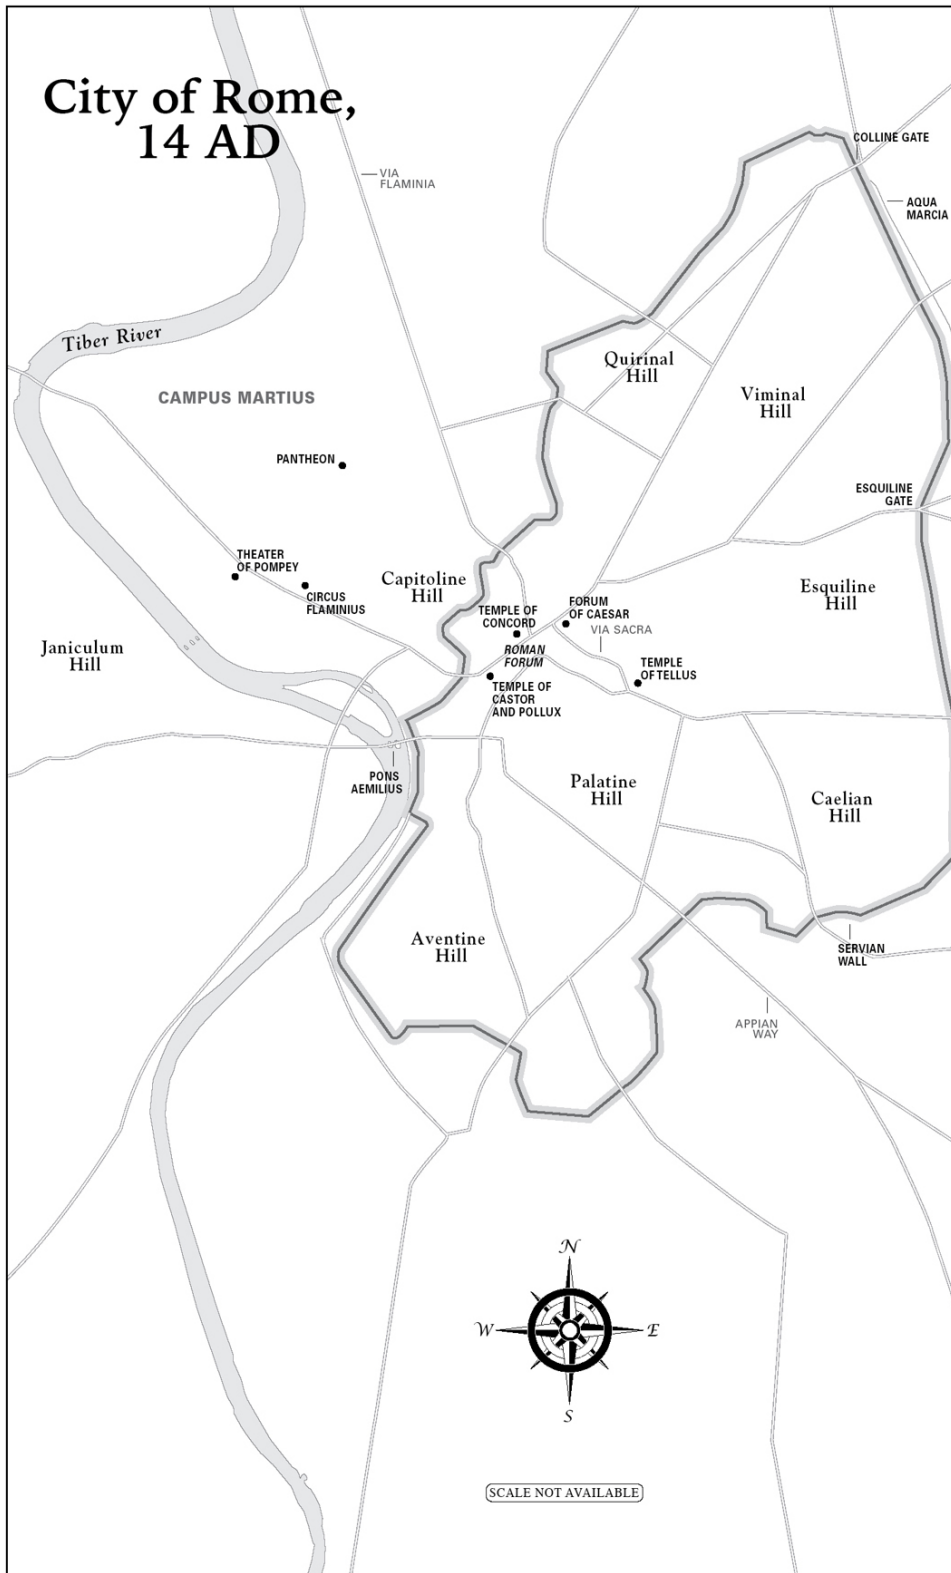 City of Rome,
14 AD
COLLINE GATE
VIA
FLAMINIA
AQUA
MARCIA
Tiber River
Quirinal
Hill
CAMPUS MARTIUS
Viminal
Hill
PANTHEON
ESQUILINE
GATE
THEATER
OF POMPEY
Capitoline
Hill
Esquiline
Hill
CIRCUS
FLAMINIUS
TEMPLE OF
CONCORD
FORUM
OF CAESAR
VIA SACRA
Janiculum
Hill
ROMAN
FORUM
TEMPLE
OF TELLUS
TEMPLE OF
CASTOR
AND POLLUX
PONS
AEMILIUS
Palatine
Hill
Caelian
Hill
Aventine
Hill
SERVIAN
WALL
APPIAN
WAY
N
W
E
S
SCALE NOT AVAILABLE